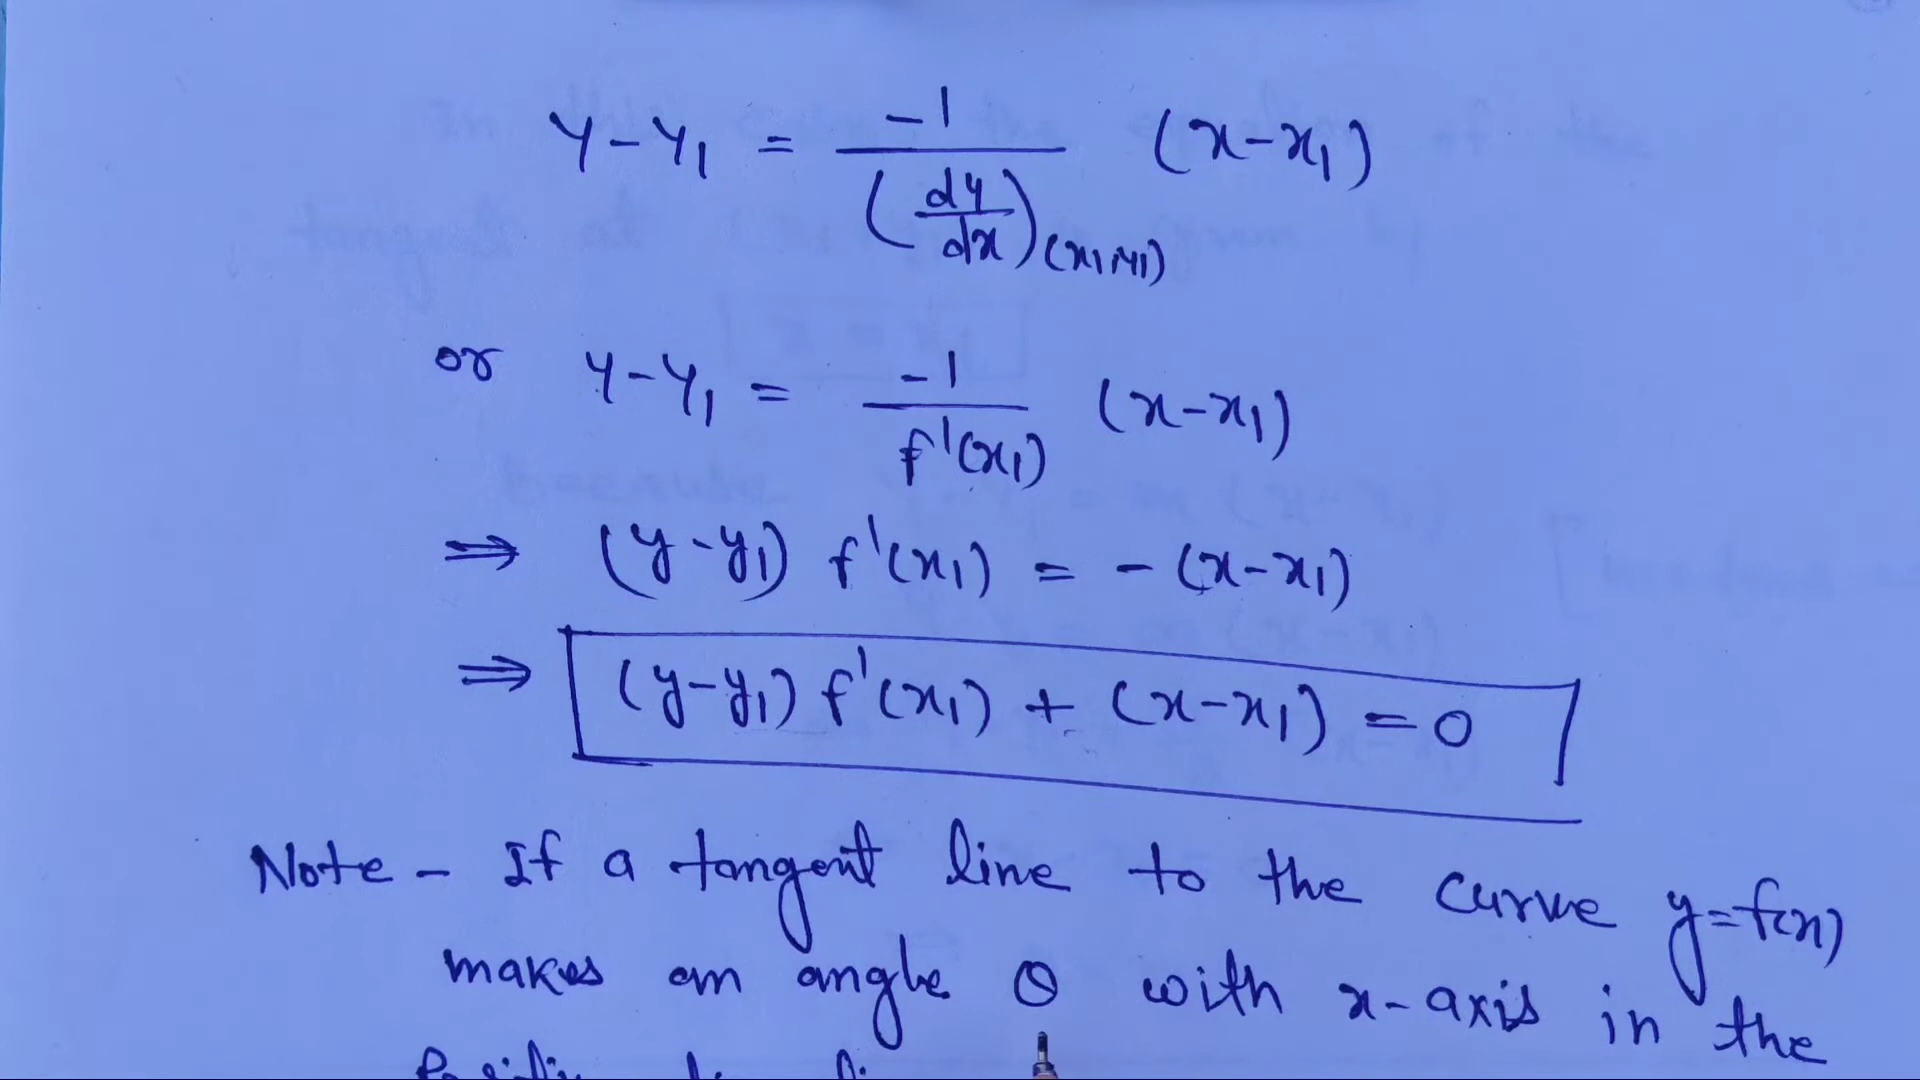 y-y₁ = -1/(dy/dx)(x₁,y₁) (x-x₁)
or y-y₁ = -1/f'(x₁) (x-x₁)
⇒ (y-y₁) f'(x₁) = -(x-x₁)
⇒ (y-y₁) f'(x₁) + (x-x₁) = 0
Note - If a tangent line to the curve y=f(x)
makes an angle θ with x-axis in the